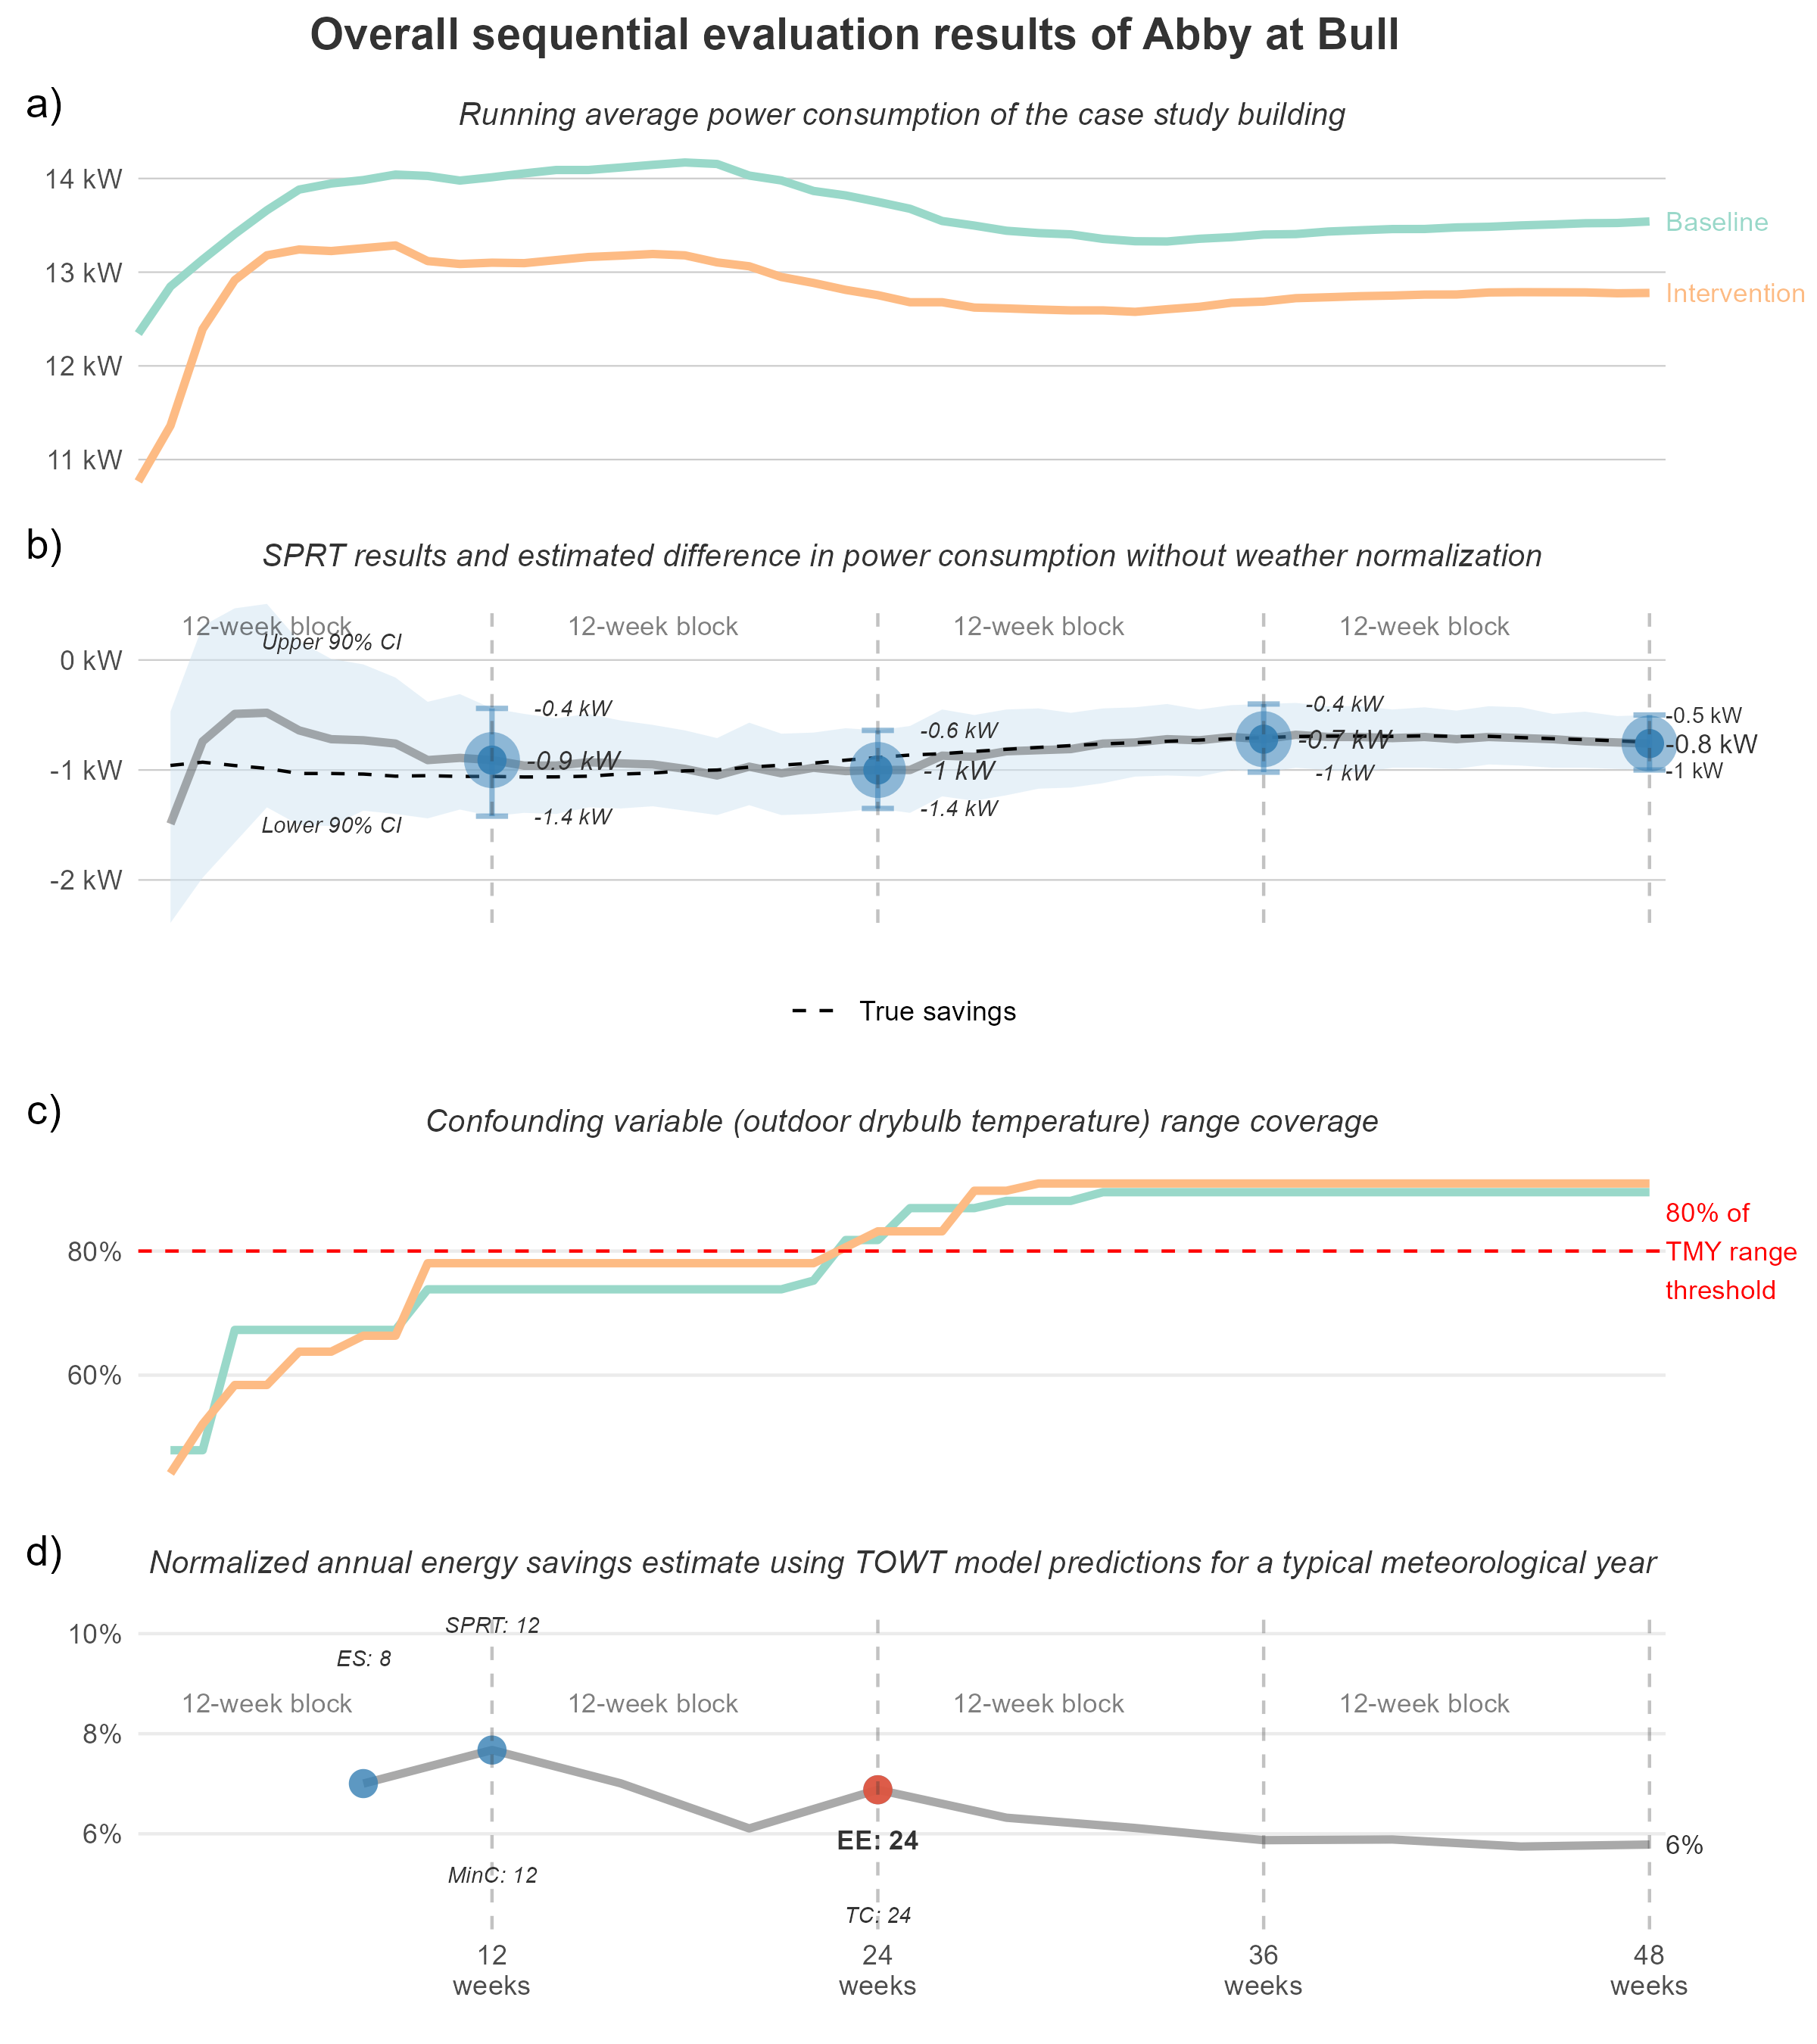 Overall sequential evaluation results of Abby at Bull
a)
Running average power consumption of the case study building
14 kW
13 kW
12 kW
11 kW
Baseline
Intervention
b)
SPRT results and estimated difference in power consumption without weather normalization
12-week block
12-week block
12-week block
12-week block
Upper 90% CI
0 kW
-1 kW
-2 kW
-0.4 kW
-0.9 kW
-1.4 kW
-0.6 kW
-1 kW
-1.4 kW
-0.4 kW
-0.7 kW
-1 kW
-0.5 kW
-0.8 kW
-1 kW
Lower 90% CI
True savings
c)
Confounding variable (outdoor drybulb temperature) range coverage
80%
60%
80% of
TMY range
threshold
d)
Normalized annual energy savings estimate using TOWT model predictions for a typical meteorological year
10%
8%
6%
SPRT: 12
ES: 8
12-week block
12-week block
12-week block
12-week block
EE: 24
6%
MinC: 12
TC: 24
12
weeks
24
weeks
36
weeks
48
weeks